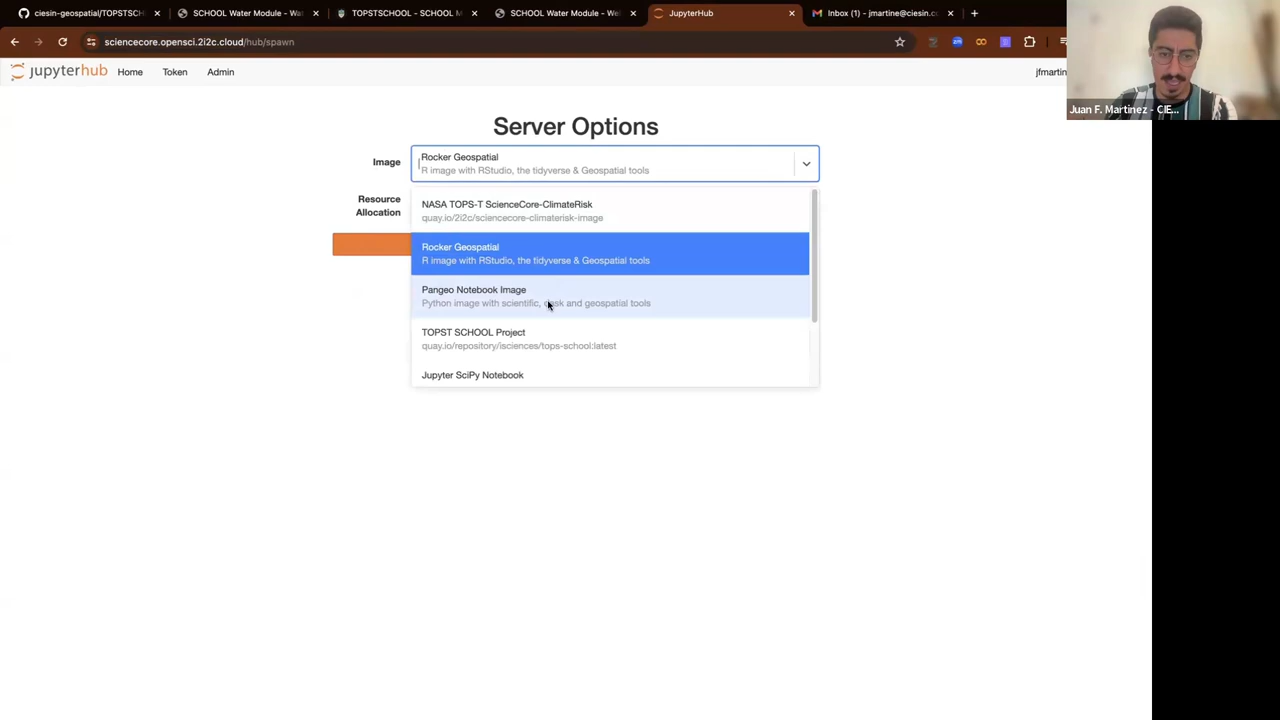 ciesin-geospatial/TOPSTSCH
SCHOOL Water Module - Wa
TOPSTSCHOOL - SCHOOL M
SCHOOL Water Module - Wel
JupyterHub
Inbox (1) - jmartine@ciesin.c
sciencecore.opensci.2i2c.cloud/hub/spawn
jupyterhub
Home
Token
Admin
jfmartin
Juan F. Martinez - CIE...
Server Options
Image
Rocker Geospatial
R image with RStudio, the tidyverse & Geospatial tools
Resource
Allocation
NASA TOPS-T ScienceCore-ClimateRisk
quay.io/2i2c/sciencecore-climaterisk-image
Rocker Geospatial
R image with RStudio, the tidyverse & Geospatial tools
Pangeo Notebook Image
Python image with scientific, dask and geospatial tools
TOPST SCHOOL Project
quay.io/repository/isciences/tops-school:latest
Jupyter SciPy Notebook